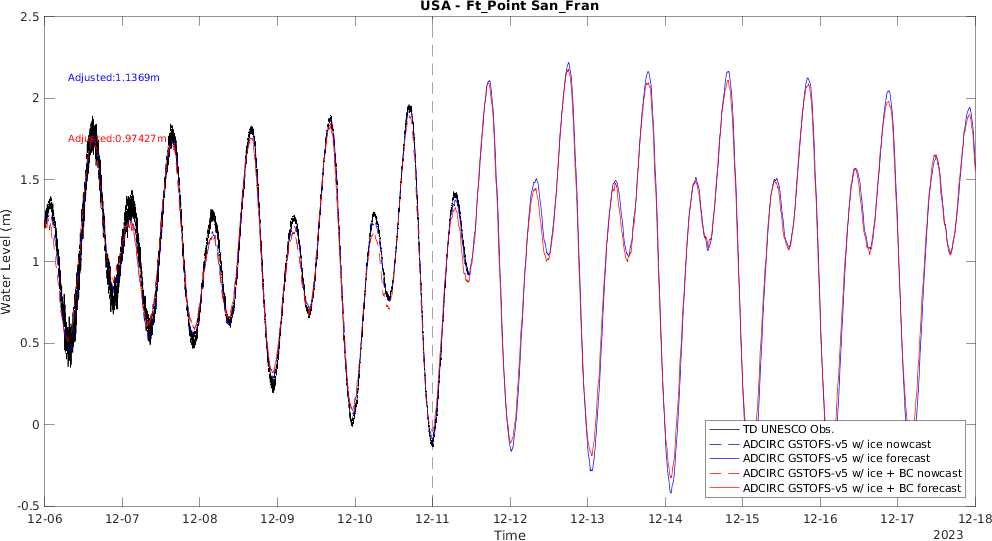 USA - Ft_Point San_Fran
2.5
2
1.5
1
0.5
0
-0.5
Water Level (m)
Adjusted:1.1369m
Adjusted:0.97427m
TD UNESCO Obs.
ADCIRC GSTOFS-v5 w/ ice nowcast
ADCIRC GSTOFS-v5 w/ ice forecast
ADCIRC GSTOFS-v5 w/ ice + BC nowcast
ADCIRC GSTOFS-v5 w/ ice + BC forecast
12-06 12-07 12-08 12-09 12-10 12-11 12-12 12-13 12-14 12-15 12-16 12-17 12-18
Time
2023